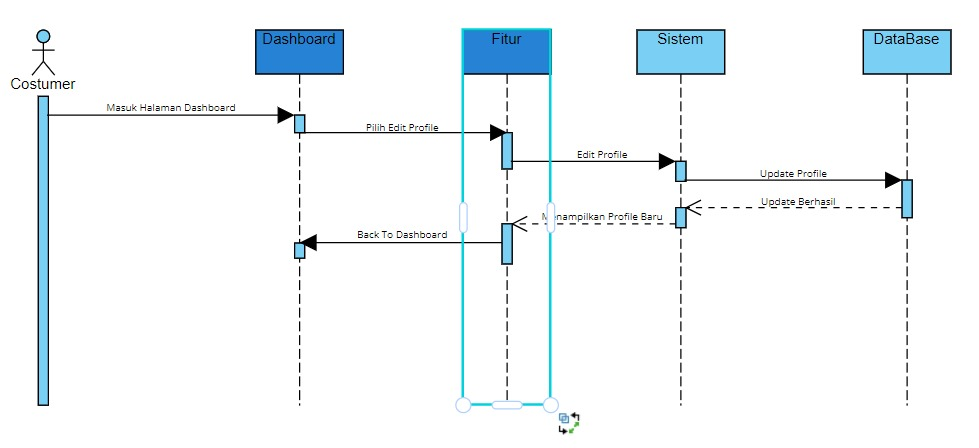 Dashboard
Fitur
Sistem
DataBase
Costumer
Masuk Halaman Dashboard
Pilih Edit Profile
Edit Profile
Update Profile
Update Berhasil
Menampilkan Profile Baru
Back To Dashboard